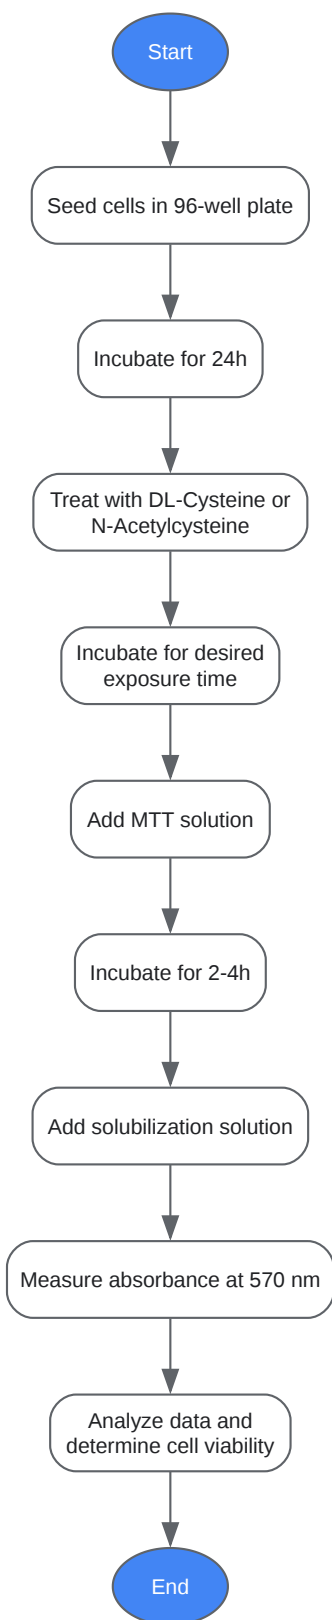 Start
Seed cells in 96-well plate
Incubate for 24h
Treat with DL-Cysteine or
N-Acetylcysteine
Incubate for desired
exposure time
Add MTT solution
Incubate for 2-4h
Add solubilization solution
Measure absorbance at 570 nm
Analyze data and
determine cell viability
End